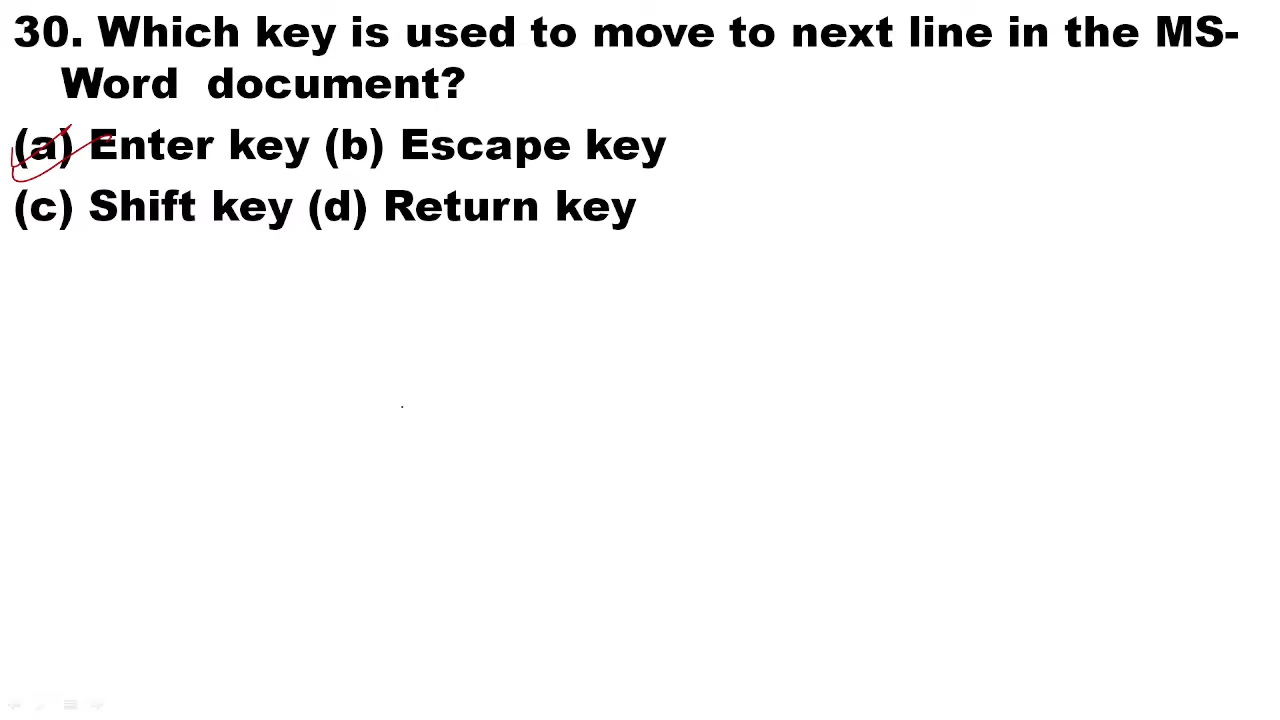 30. Which key is used to move to next line in the MS-
Word document?
(a) Enter key (b) Escape key
(c) Shift key (d) Return key